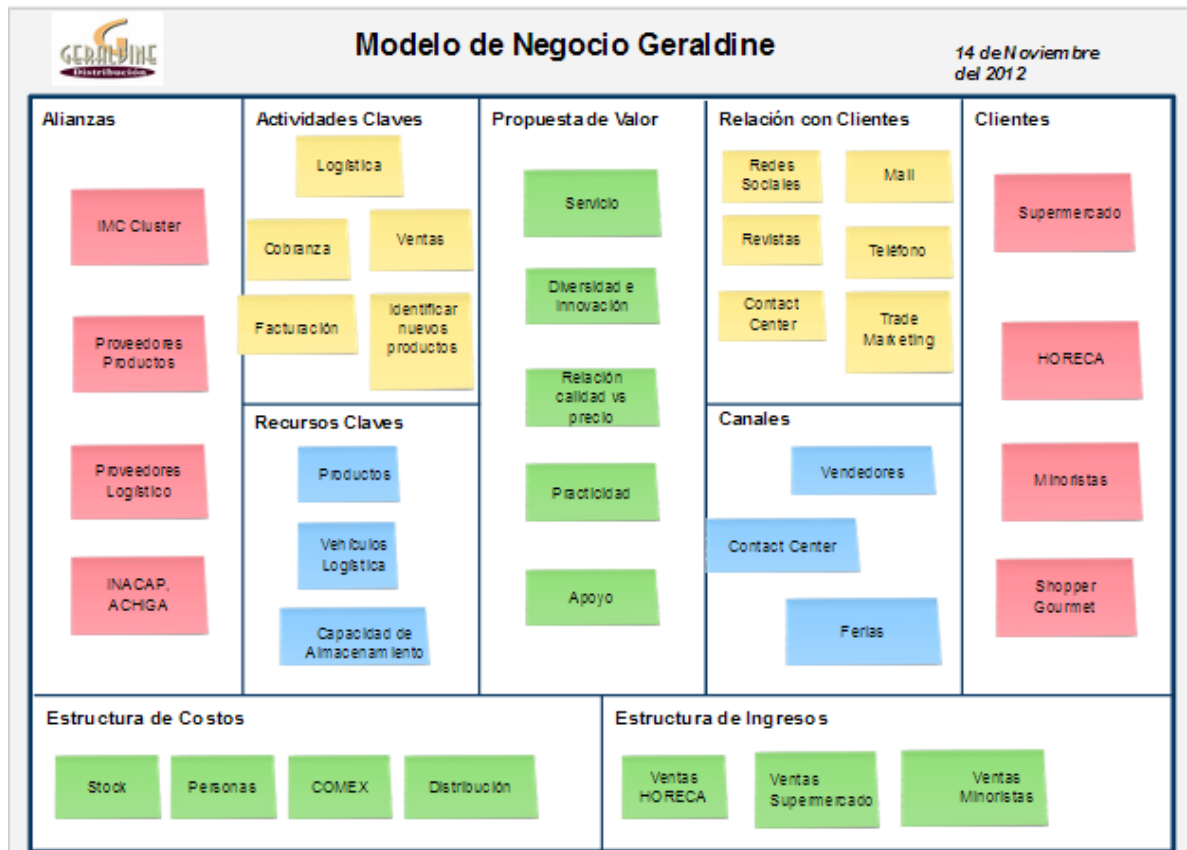 GERALDINE
Distribución
Modelo de Negocio Geraldine
14 de Noviembre
del 2012
Alianzas
IMC Cluster
Proveedores
Productos
Proveedores
Logístico
INACAP,
ACHIGA
Actividades Claves
Logística
Cobranza
Ventas
Facturación
Identificar
nuevos
productos
Recursos Claves
Productos
Vehículos
Logística
Capacidad de
Almacenamiento
Propuesta de Valor
Servicio
Diversidad e
Innovación
Relación
calidad vs
precio
Practicidad
Apoyo
Relación con Clientes
Redes
Sociales
Mail
Revistas
Teléfono
Contact
Center
Trade
Marketing
Canales
Vendedores
Contact Center
Ferias
Clientes
Supermercado
HORECA
Minoristas
Shopper
Gourmet
Estructura de Costos
Stock
Personas
COMEX
Distribución
Estructura de Ingresos
Ventas
HORECA
Ventas
Supermercado
Ventas
Minoristas